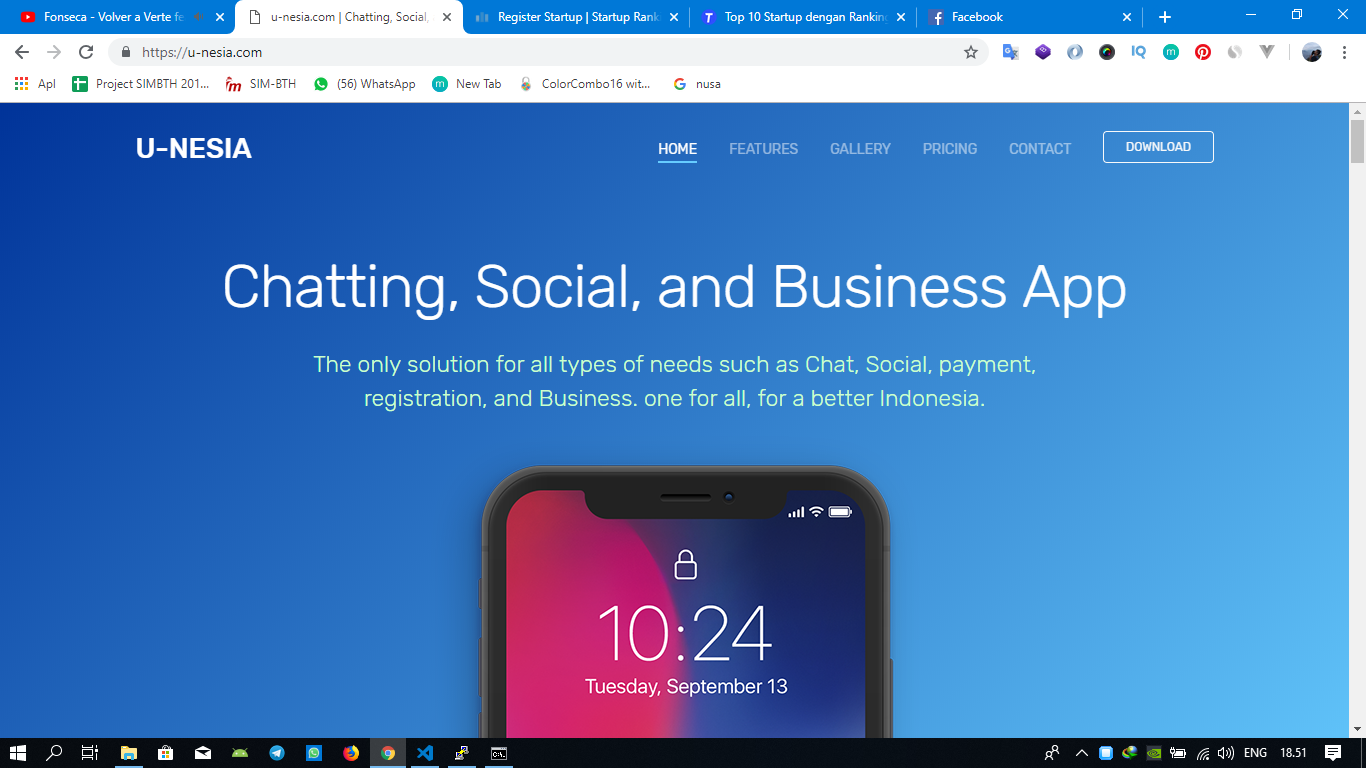 Fonseca - Volver a Verte fe
u-nesia.com | Chatting, Social,
Register Startup | Startup Rank
Top 10 Startup dengan Ranking
Facebook
https://u-nesia.com
Apl
Project SIMBTH 201...
SIM-BTH
(56) WhatsApp
New Tab
ColorCombo16 wit...
nusa
U-NESIA
HOME
FEATURES
GALLERY
PRICING
CONTACT
DOWNLOAD
Chatting, Social, and Business App
The only solution for all types of needs such as Chat, Social, payment,
registration, and Business. one for all, for a better Indonesia.
10:24
Tuesday, September 13
ENG
18.51